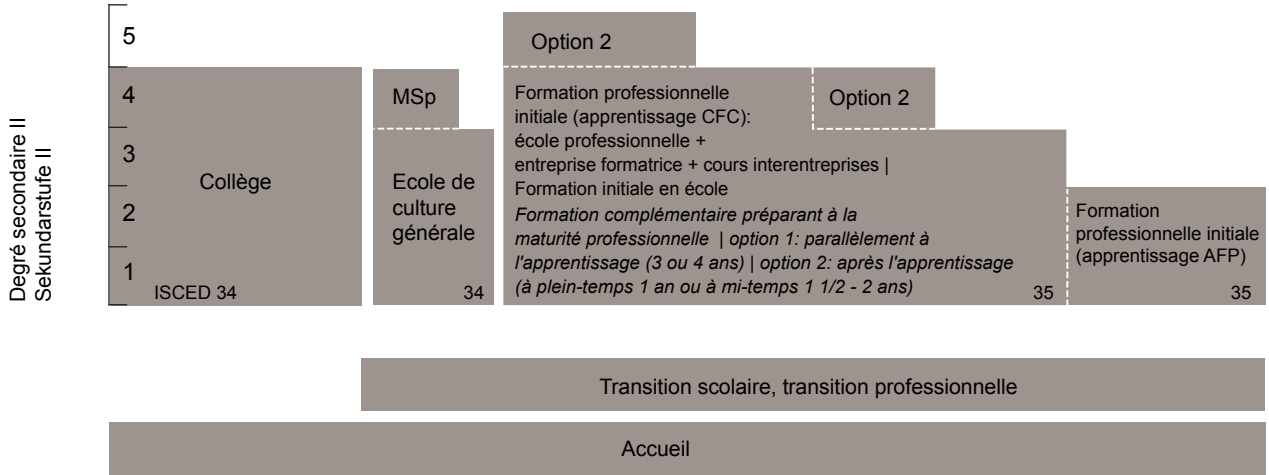 Degré secondaire II
Sekundarstufe II
5
4
3
2
1
Collège
ISCED 34
MSp
Ecole de
culture
générale
34
Option 2
Formation professionnelle
initiale (apprentissage CFC):
école professionnelle +
entreprise formatrice + cours interentreprises |
Formation initiale en école
Formation complémentaire préparant à la
maturité professionnelle | option 1: parallèlement à
l'apprentissage (3 ou 4 ans) | option 2: après l'apprentissage
(à plein-temps 1 an ou à mi-temps 1 1/2 - 2 ans)
35
Option 2
Formation
professionnelle initiale
(apprentissage AFP)
35
Transition scolaire, transition professionnelle
Accueil